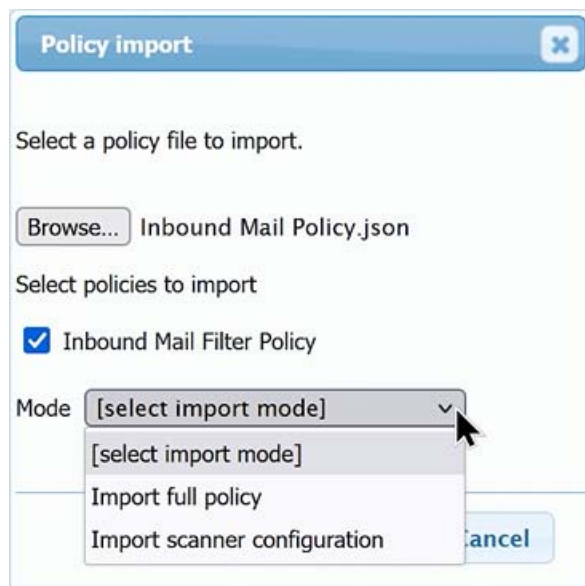 Policy import
Select a policy file to import.
Browse... Inbound Mail Policy.json
Select policies to import
Inbound Mail Filter Policy
Mode [select import mode]
[select import mode]
Import full policy
Import scanner configuration
Cancel